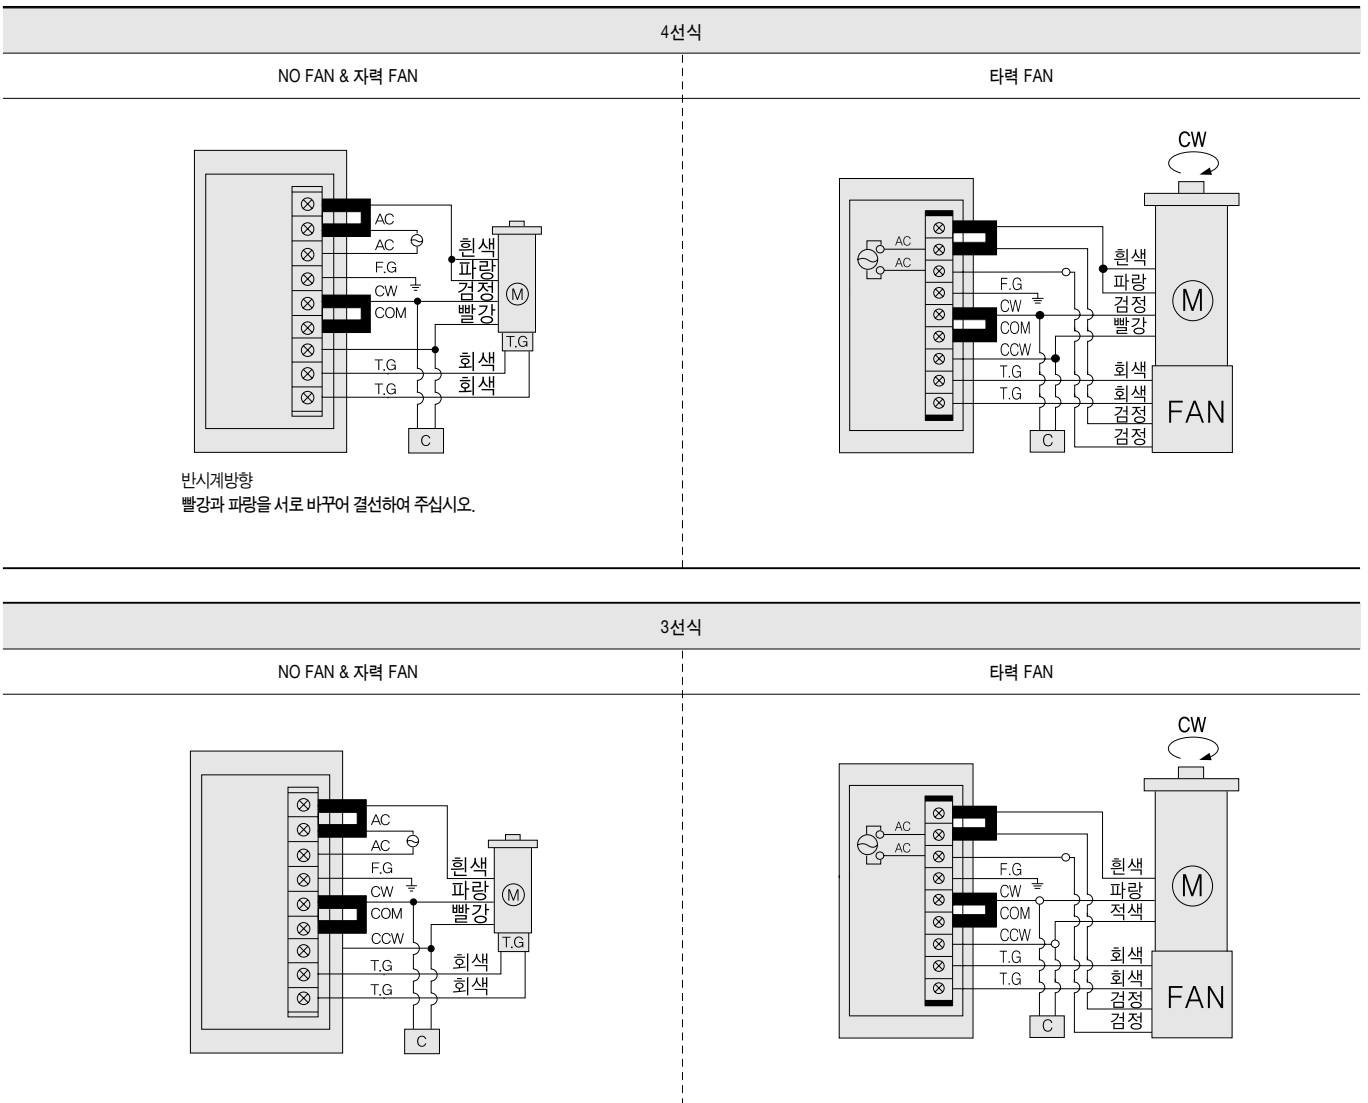 4선식
NO FAN & 자력 FAN
타력 FAN
AC
AC
F.G
CW
COM
T.G
T.G
흰색
파랑
검정
빨강
회색
회색
M
T.G
C
반시계방향
빨강과 파랑을 서로 바꾸어 결선하여 주십시오.
CW
AC
AC
F.G
CW
COM
CCW
T.G
T.G
흰색
파랑
검정
빨강
회색
회색
검정
검정
M
FAN
C
3선식
NO FAN & 자력 FAN
타력 FAN
AC
AC
F.G
CW
COM
CCW
T.G
T.G
흰색
파랑
빨강
회색
회색
M
T.G
C
CW
AC
AC
F.G
CW
COM
CCW
T.G
T.G
흰색
파랑
적색
회색
회색
검정
검정
M
FAN
C